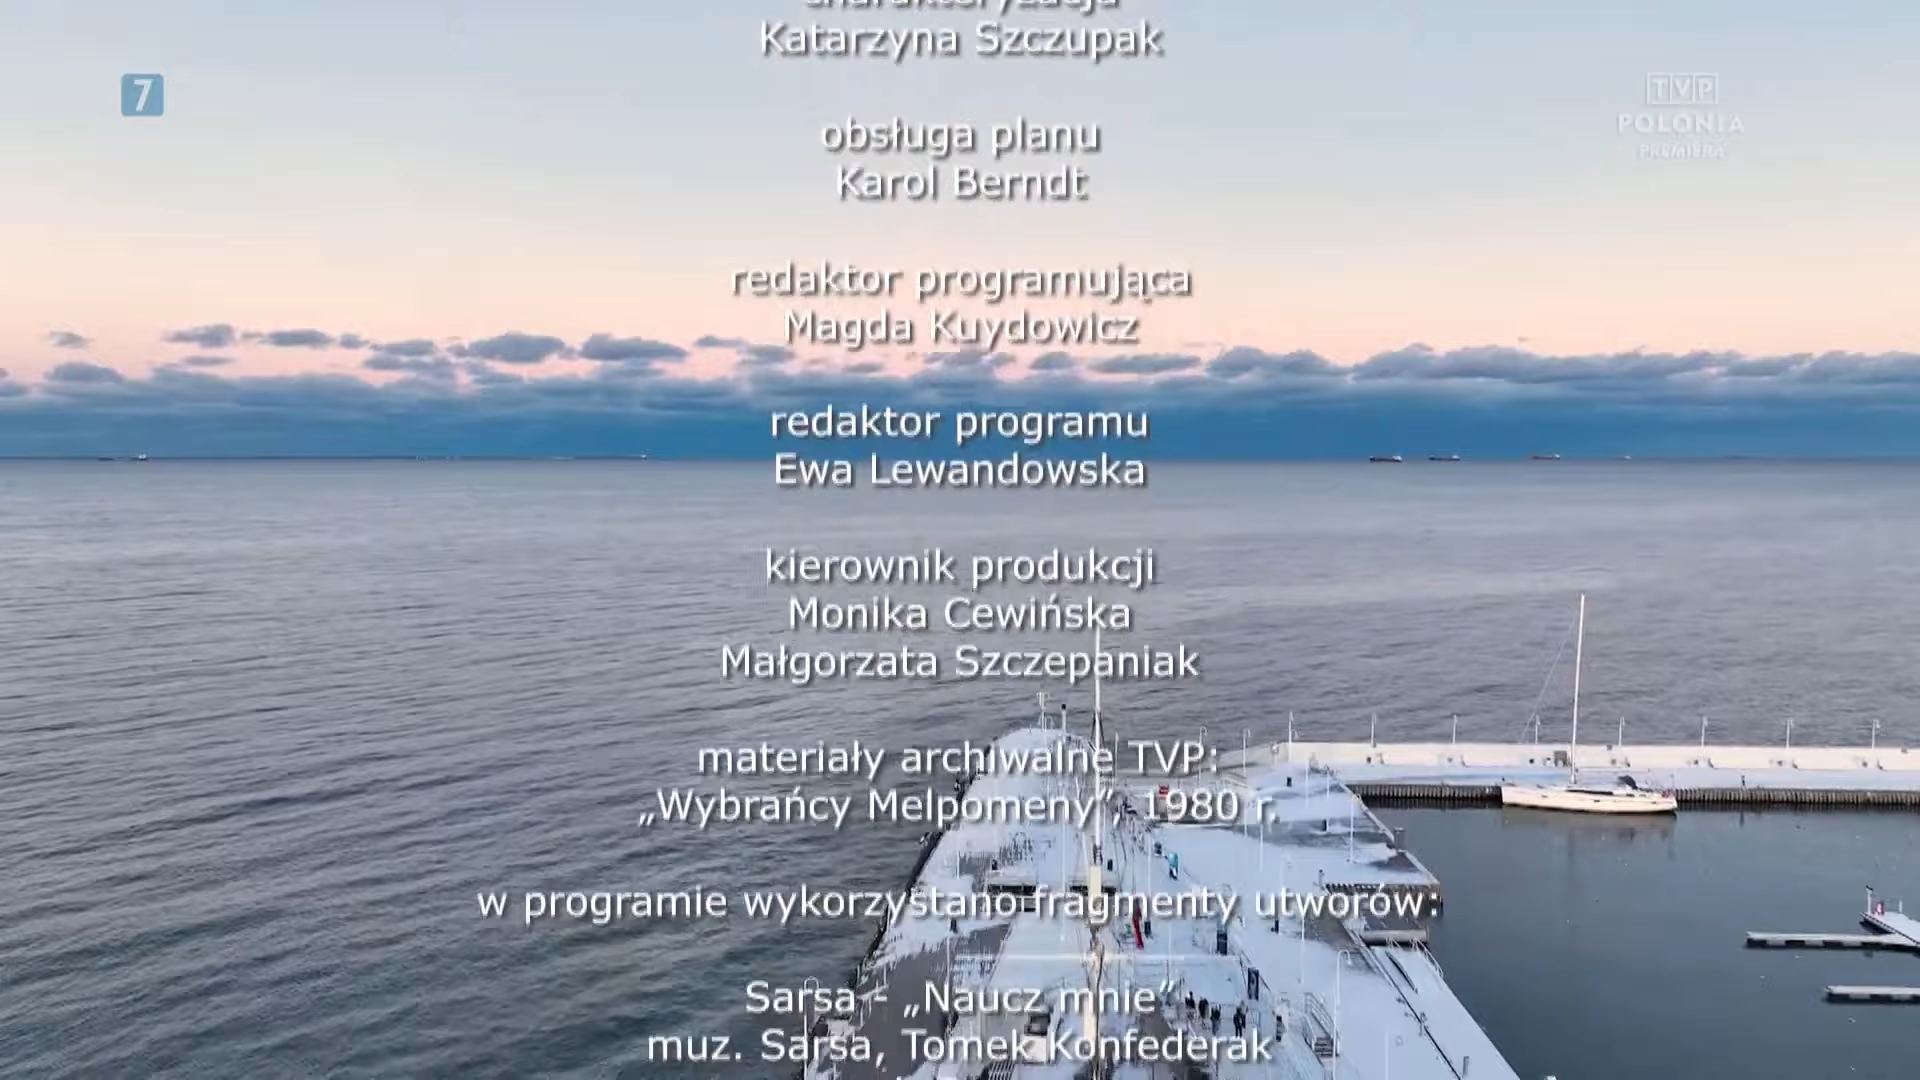 charakteryzacja
Katarzyna Szczupak
7
TVP
POLONIA
PREMIERA
obsługa planu
Karol Berndt
redaktor programująca
Magda Kuydowicz
redaktor programu
Ewa Lewandowska
kierownik produkcji
Monika Cewińska
Małgorzata Szczepaniak
materiały archiwalne TVP:
„Wybrańcy Melpomeny”, 1980 r.
w programie wykorzystano fragmenty utworów:
Sarsa - „Naucz mnie”
muz. Sarsa, Tomek Konfederak